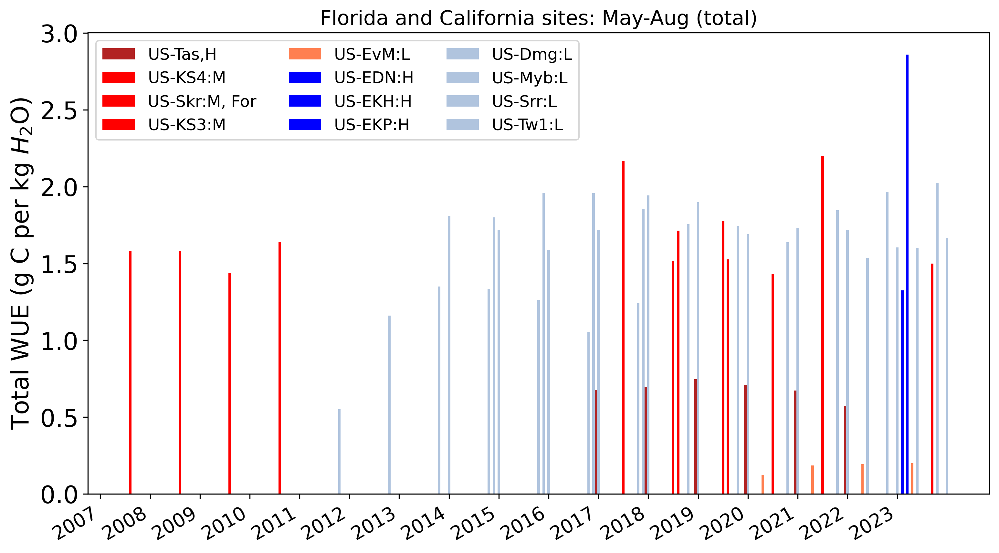 Florida and California sites: May-Aug (total)
Total WUE (g C per kg H₂O)
3.0
2.5
2.0
1.5
1.0
0.5
0.0
US-Tas,H
US-KS4:M
US-Skr:M, For
US-KS3:M
US-EvM:L
US-EDN:H
US-EKH:H
US-EKP:H
US-Dmg:L
US-Myb:L
US-Srr:L
US-Tw1:L
2007
2008
2009
2010
2011
2012
2013
2014
2015
2016
2017
2018
2019
2020
2021
2022
2023